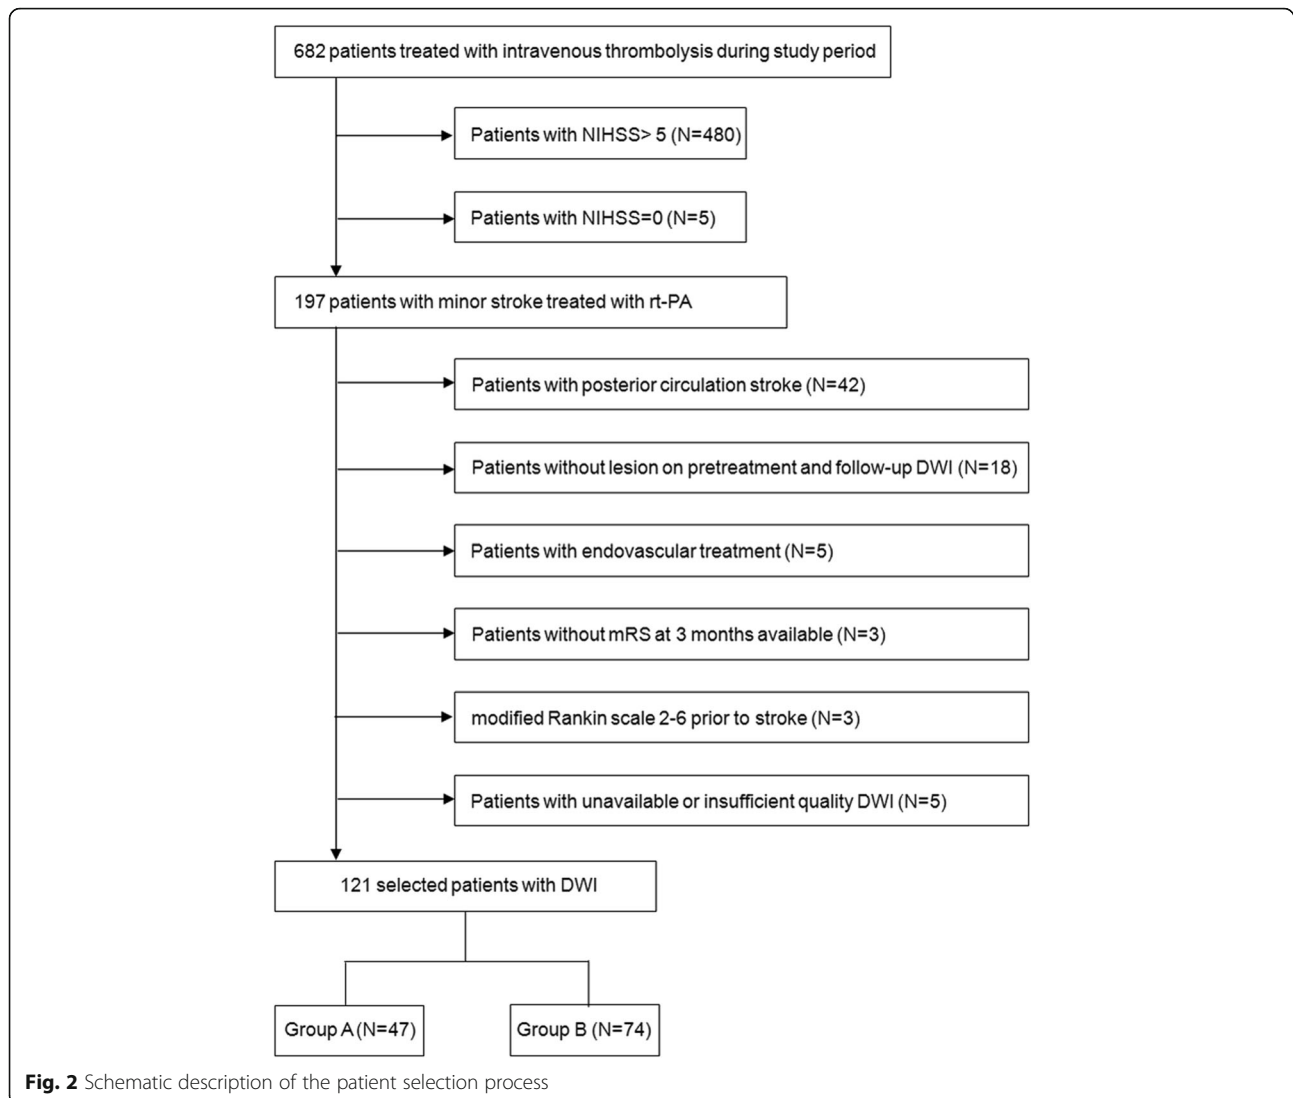 682 patients treated with intravenous thrombolysis during study period
Patients with NIHSS> 5 (N=480)
Patients with NIHSS=0 (N=5)
197 patients with minor stroke treated with rt-PA
Patients with posterior circulation stroke (N=42)
Patients without lesion on pretreatment and follow-up DWI (N=18)
Patients with endovascular treatment (N=5)
Patients without mRS at 3 months available (N=3)
modified Rankin scale 2-6 prior to stroke (N=3)
Patients with unavailable or insufficient quality DWI (N=5)
121 selected patients with DWI
Group A (N=47)
Group B (N=74)
Fig. 2 Schematic description of the patient selection process